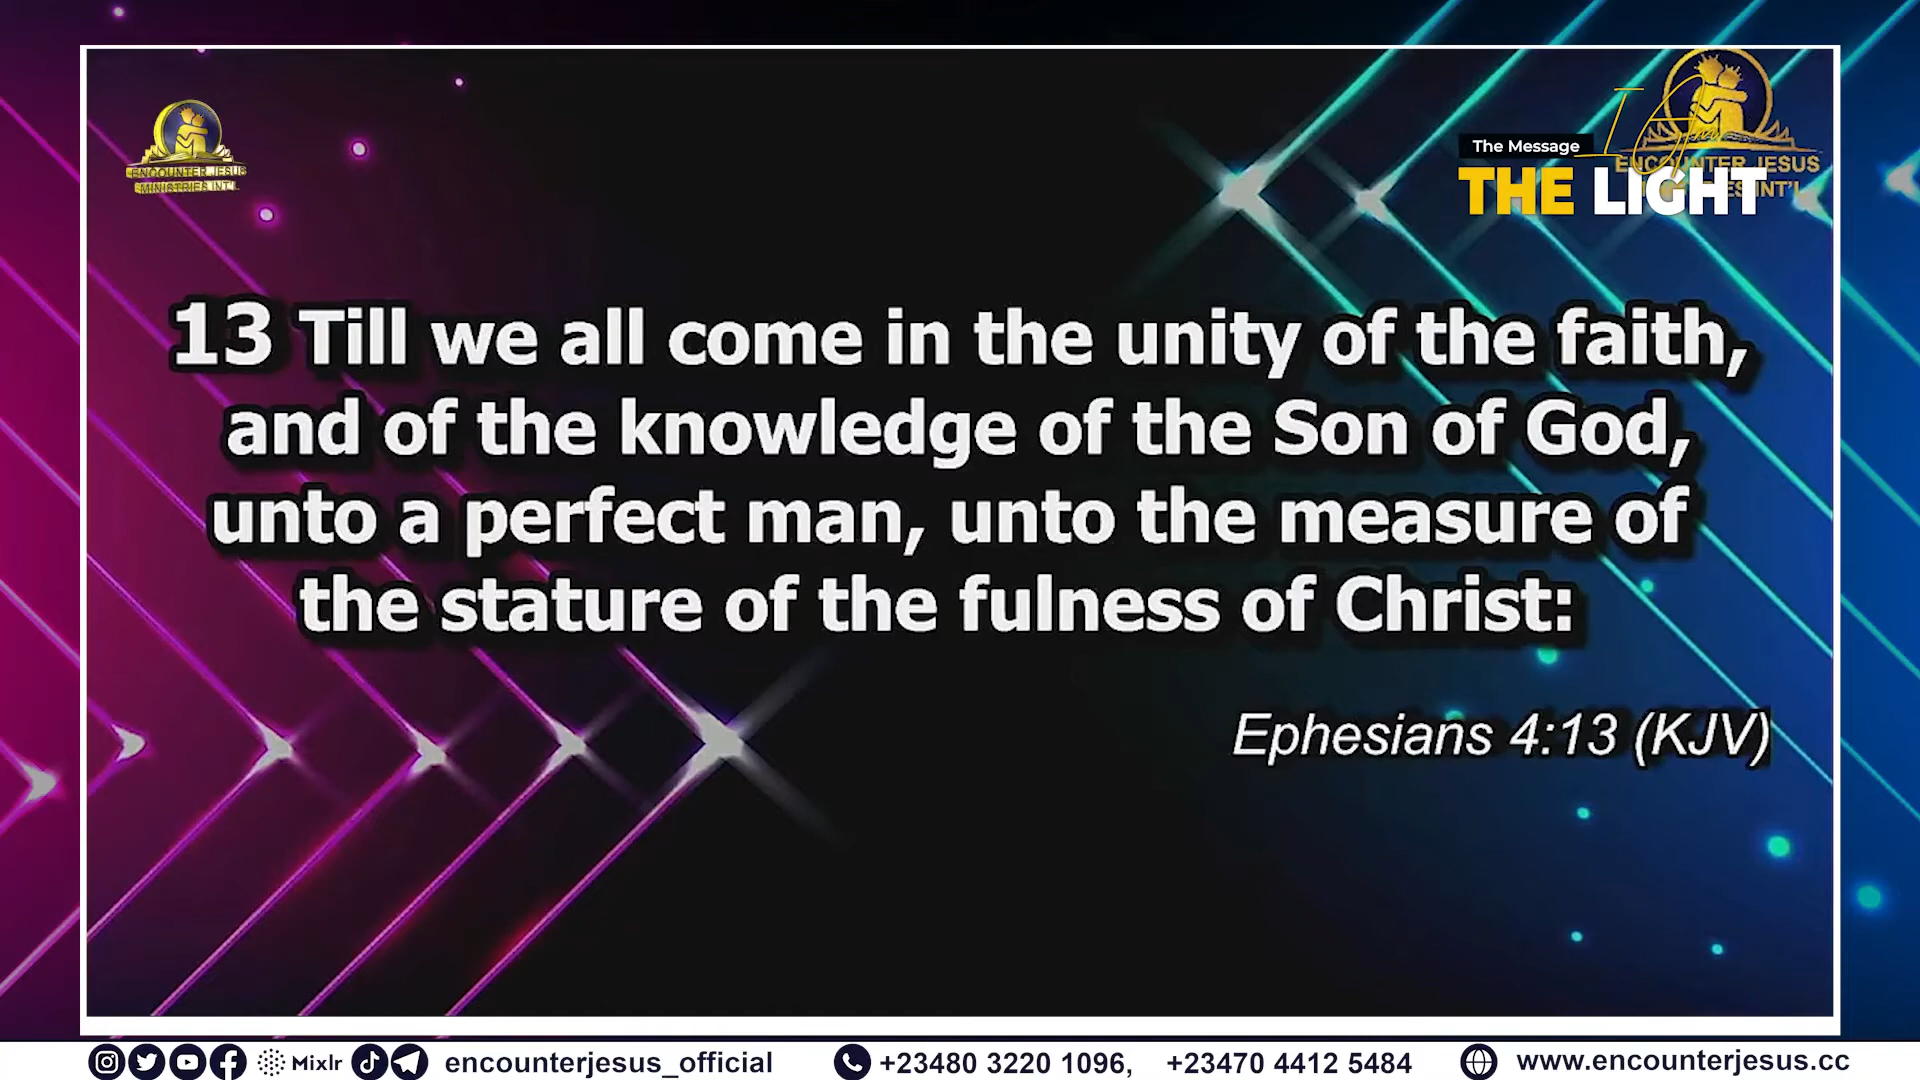 ENCOUNTER JESUS
MINISTRIES INT'L
The Message
I Am
THE LIGHT
ENCOUNTER JESUS
13 Till we all come in the unity of the faith,
and of the knowledge of the Son of God,
unto a perfect man, unto the measure of
the stature of the fulness of Christ:
Ephesians 4:13 (KJV)
Mixlr encounterjesus_official +23480 3220 1096, +23470 4412 5484 www.encounterjesus.cc